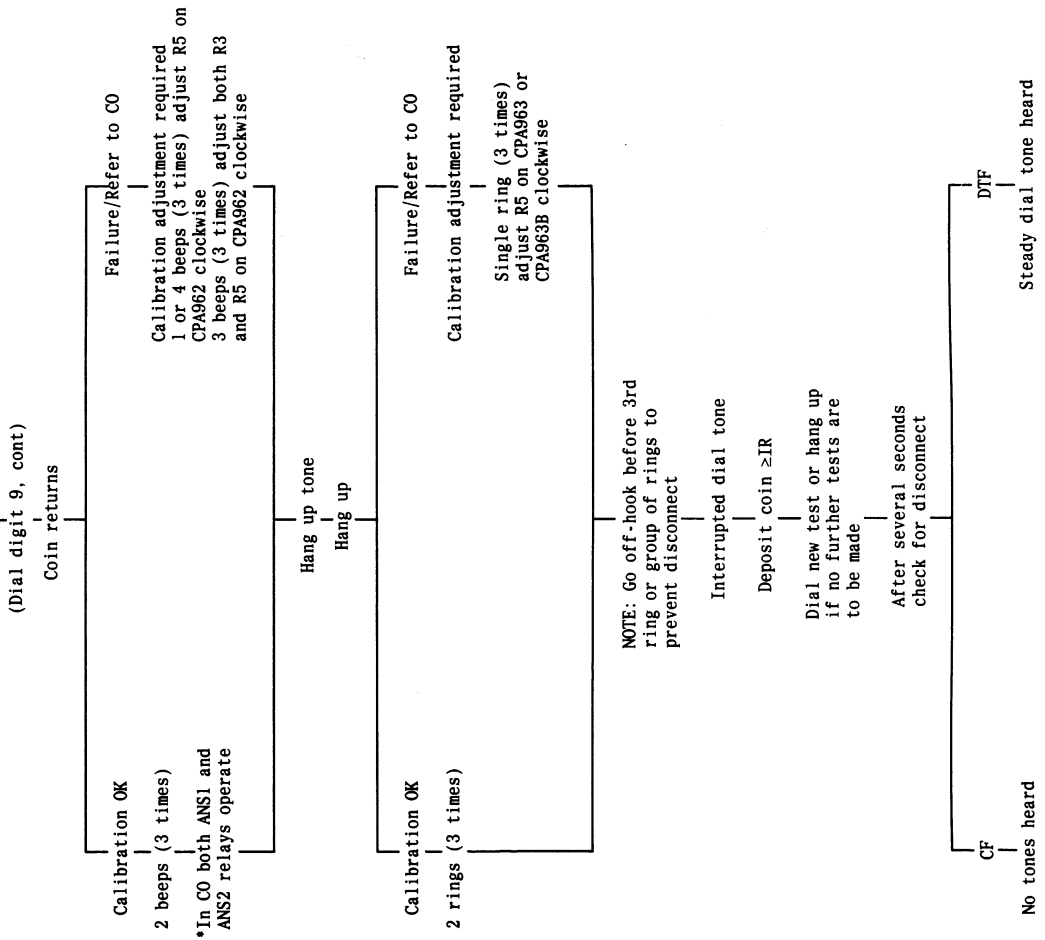 (Dial digit 9, cont)
Coin returns
Calibration OK
2 beeps (3 times)
*In CO both ANS1 and
ANS2 relays operate
Failure/Refer to CO
Calibration adjustment required
1 or 4 beeps (3 times) adjust R5 on
CPA962 clockwise
3 beeps (3 times) adjust both R3
and R5 on CPA962 clockwise
Hang up tone
Hang up
Calibration OK
2 rings (3 times)
Failure/Refer to CO
Calibration adjustment required
Single ring (3 times)
adjust R5 on CPA963 or
CPA963B clockwise
NOTE: Go off-hook before 3rd
ring or group of rings to
prevent disconnect
Interrupted dial tone
Deposit coin ≥IR
Dial new test or hang up
if no further tests are
to be made
After several seconds
check for disconnect
CF
No tones heard
DTF
Steady dial tone heard